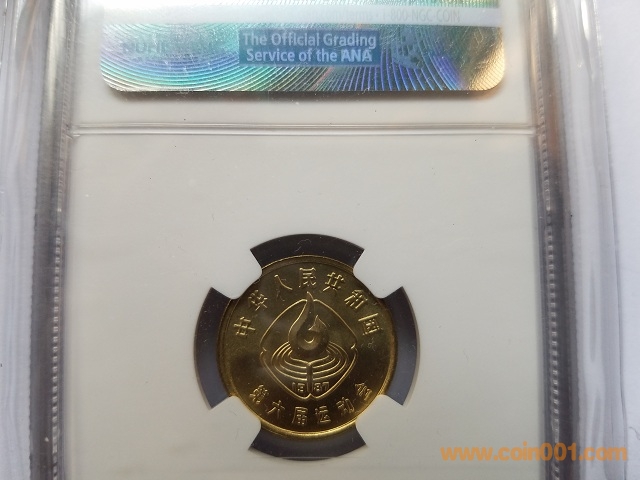 The Official Grading
Service of the ANA
中华人民共和国
1987
第六届运动会
www.coin001.com